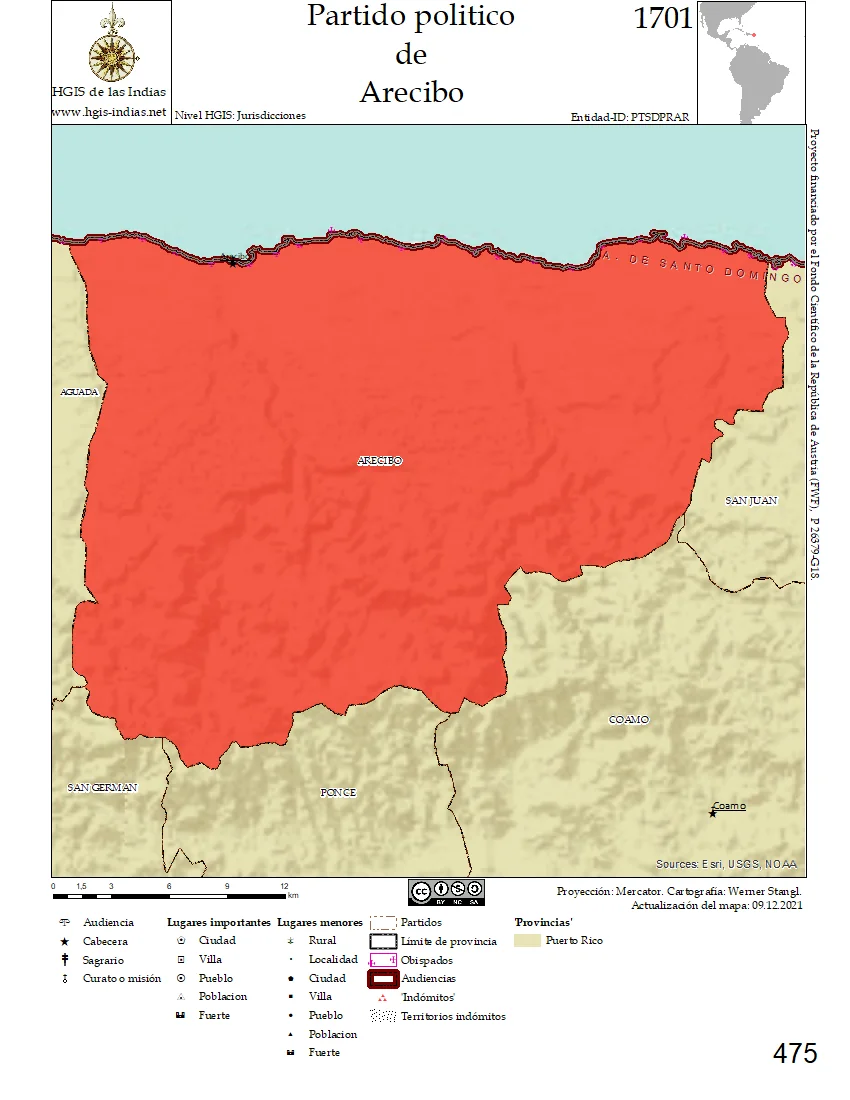 Partido politico
de
Arecibo
1701
HGIS de las Indias
www.hgis-indias.net
Nivel HGIS: Jurisdicciones
Entidad-ID: PTSDPRAR
Proyecto financiado por el Fondo Científico de la República de Austria (FWF), P 26379-G18.
Arecibo
A. DE SANTO DOMINGO
AGUADA
ARECIBO
SAN JUAN
COAMO
SAN GERMAN
PONCE
Coamo
Sources: Esri, USGS, NOAA
0 1,5 3 6 9 12
km
CC BY NC SA
Proyección: Mercator. Cartografía: Werner Stangl.
Actualización del mapa: 09.12.2021
Audiencia
Cabecera
Sagrario
Curato o misión
Lugares importantes
Ciudad
Villa
Pueblo
Poblacion
Fuerte
Lugares menores
Rural
Localidad
Ciudad
Villa
Pueblo
Poblacion
Fuerte
Partidos
Límite de provincia
Obispados
Audiencias
'Indómitos'
Territorios indómitos
'Provincias'
Puerto Rico
475